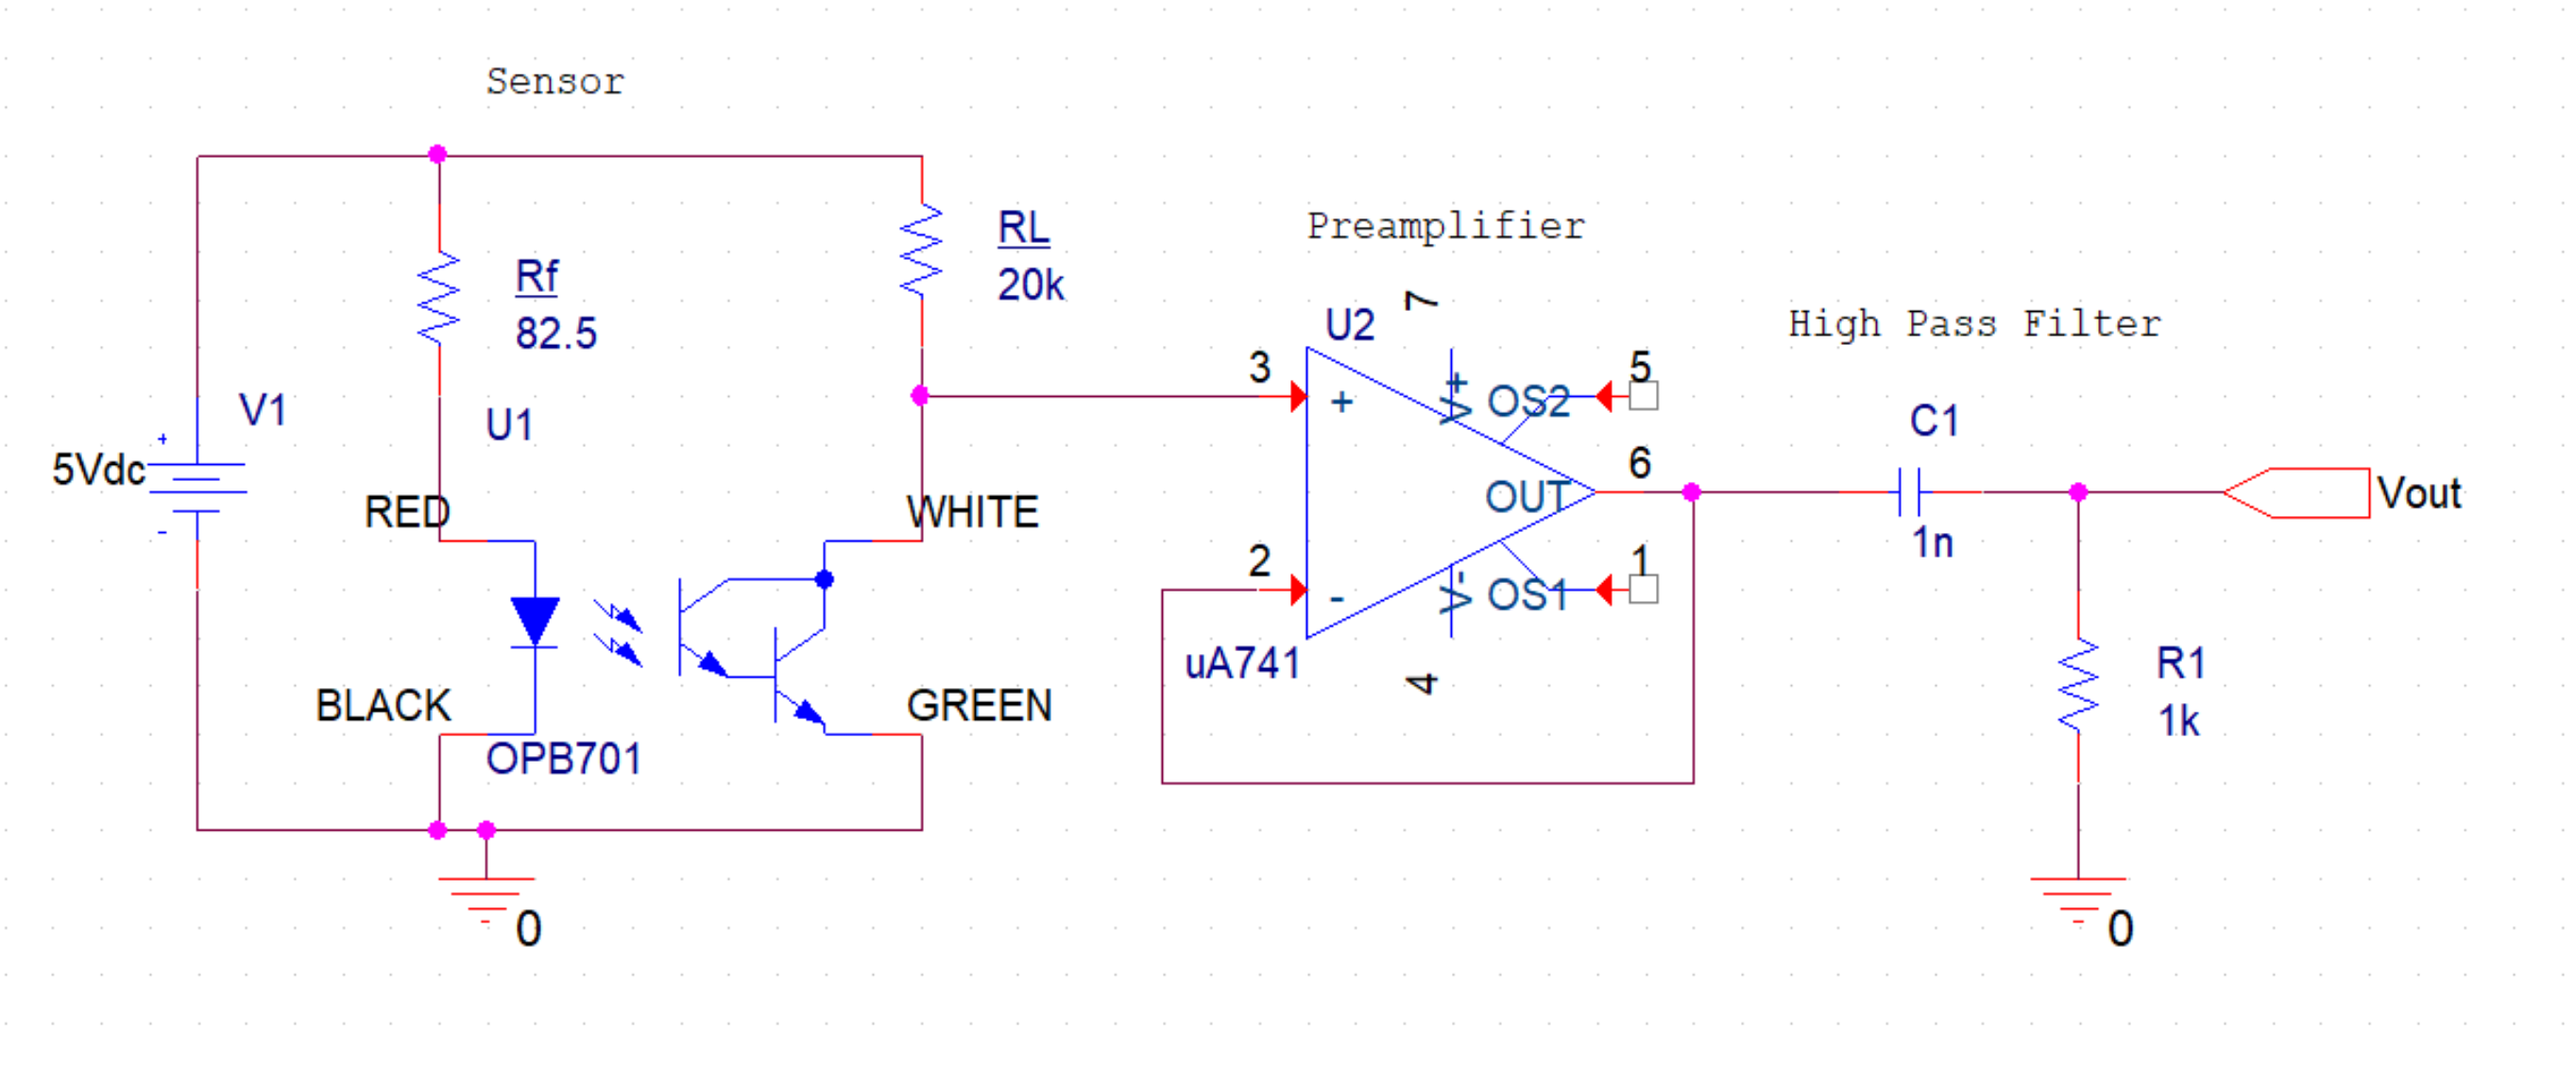 Sensor
Preamplifier
High Pass Filter
RL
20k
Rf
82.5
V1
+
5Vdc
-
U1
RED
WHITE
BLACK
GREEN
OPB701
U2
7
V+
3
+
OS2
5
6
OUT
2
-
V-
OS1
1
uA741
4
C1
1n
Vout
R1
1k
0
0